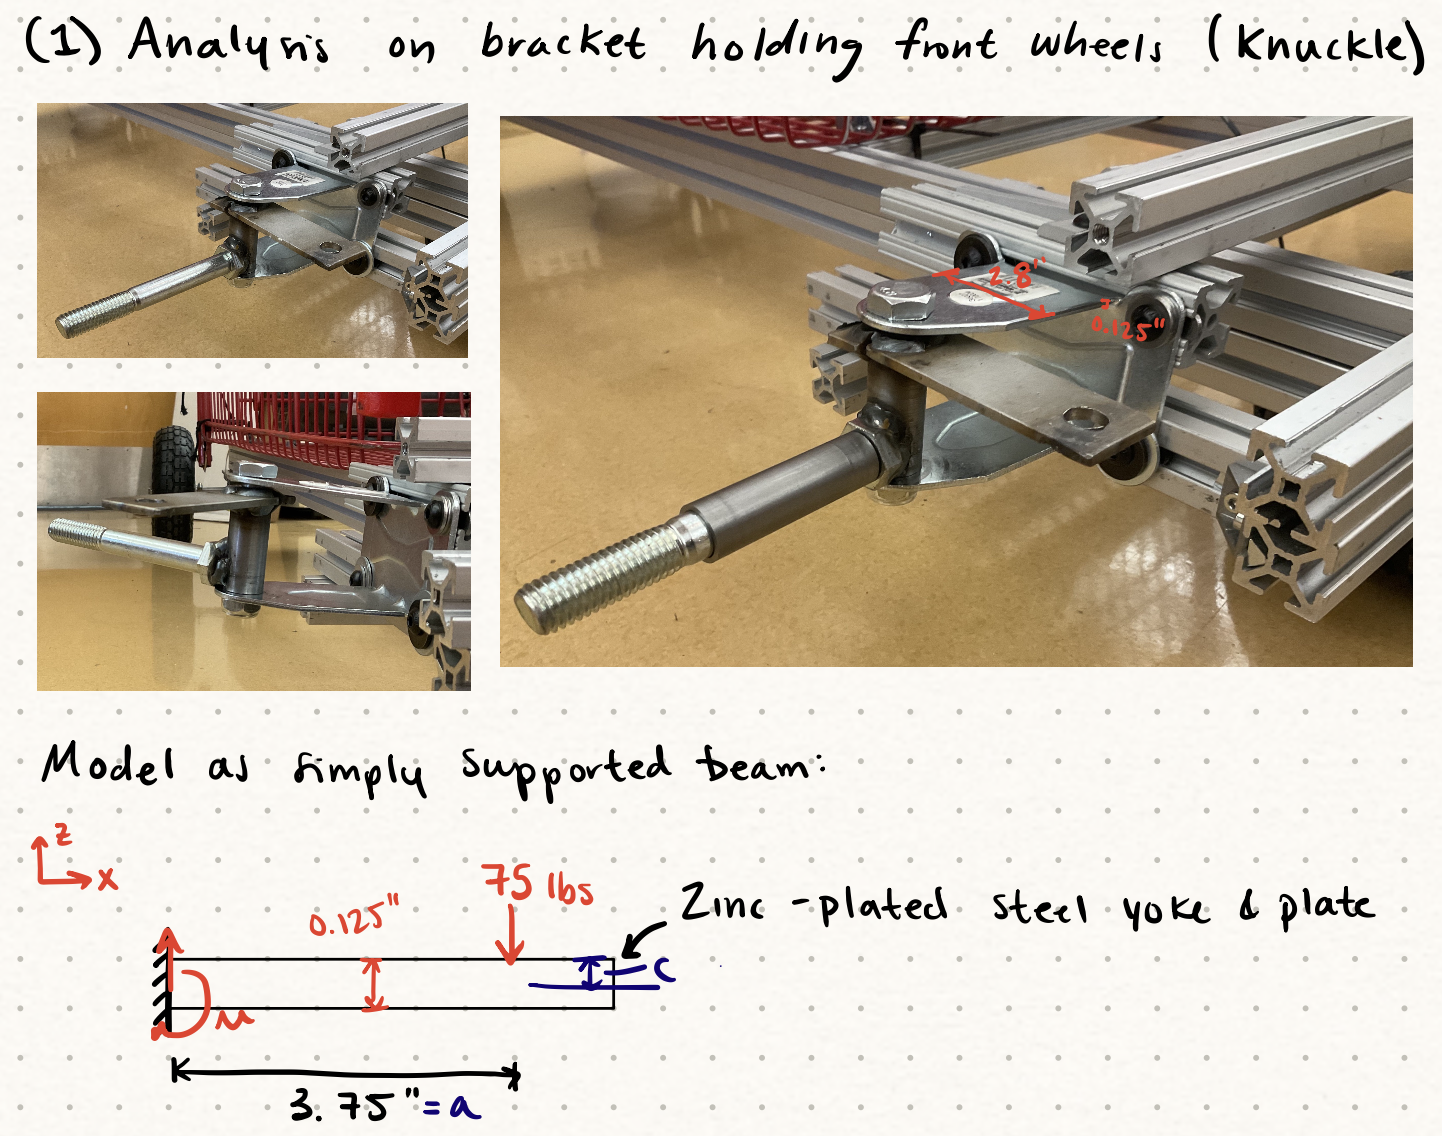 (1) Analysis on bracket holding front wheels (Knuckle)
2.8"
0.125"
Model as simply supported beam:
z
x
75 lbs
0.125"
Zinc-plated steel yoke & plate
c
M
3.75" = a